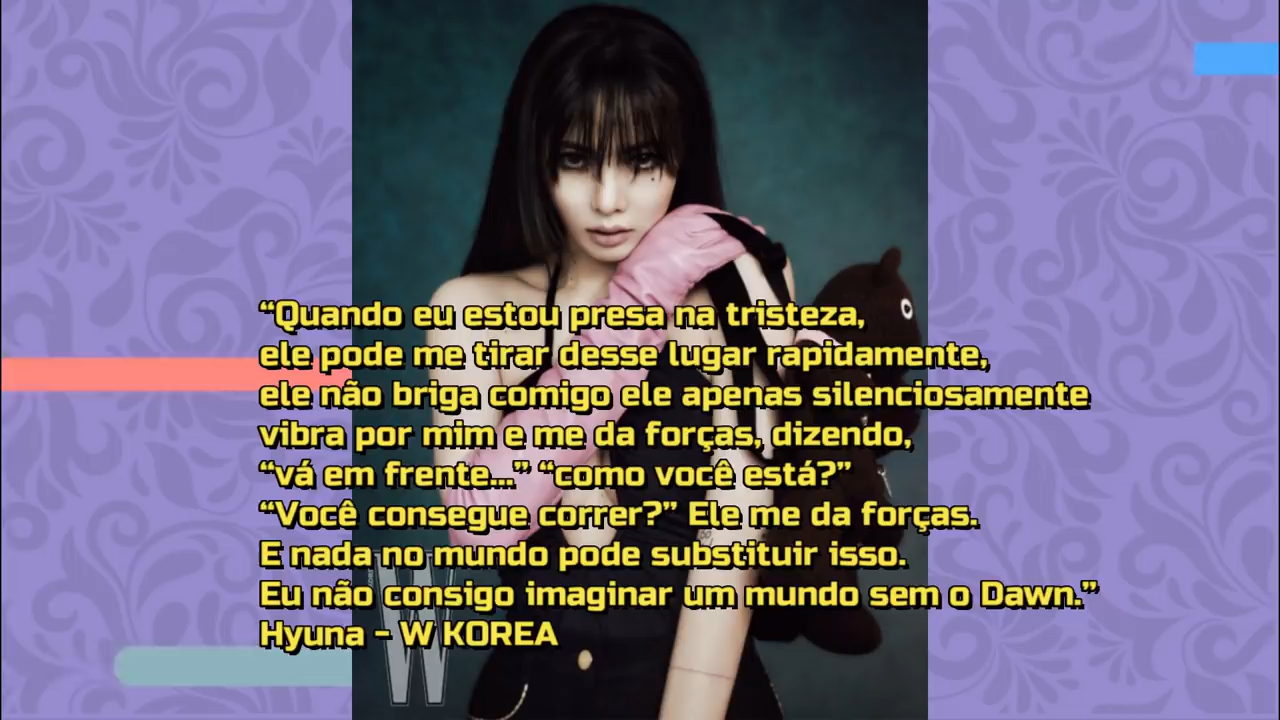 “Quando eu estou presa na tristeza,
ele pode me tirar desse lugar rapidamente,
ele não briga comigo ele apenas silenciosamente
vibra por mim e me da forças, dizendo,
“vá em frente...” “como você está?”
“Você consegue correr?” Ele me da forças.
E nada no mundo pode substituir isso.
Eu não consigo imaginar um mundo sem o Dawn.”
Hyuna - W KOREA
W